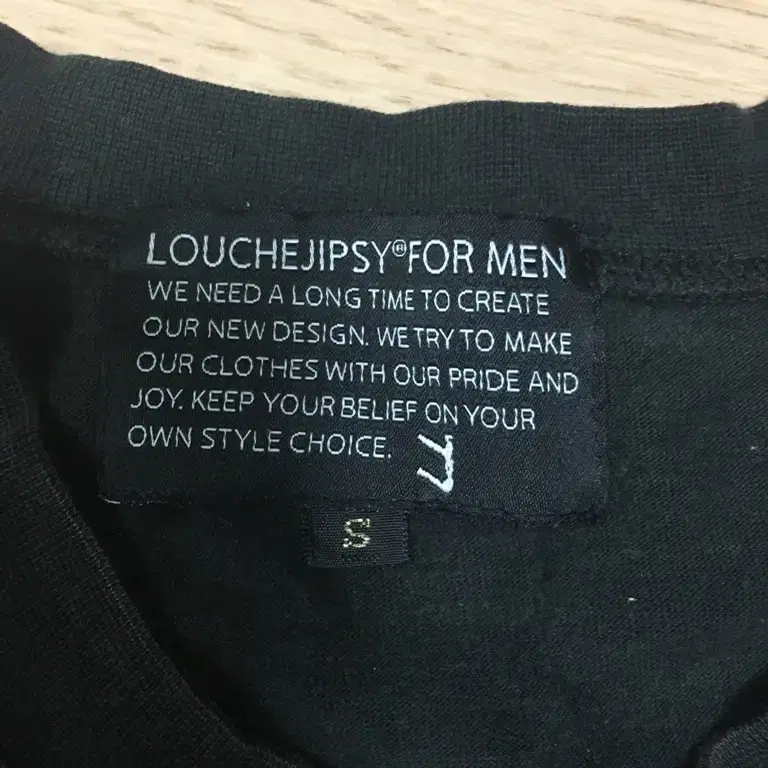 LOUCHEJIPSY®FOR MEN
WE NEED A LONG TIME TO CREATE
OUR NEW DESIGN. WE TRY TO MAKE
OUR CLOTHES WITH OUR PRIDE AND
JOY. KEEP YOUR BELIEF ON YOUR
OWN STYLE CHOICE.
S